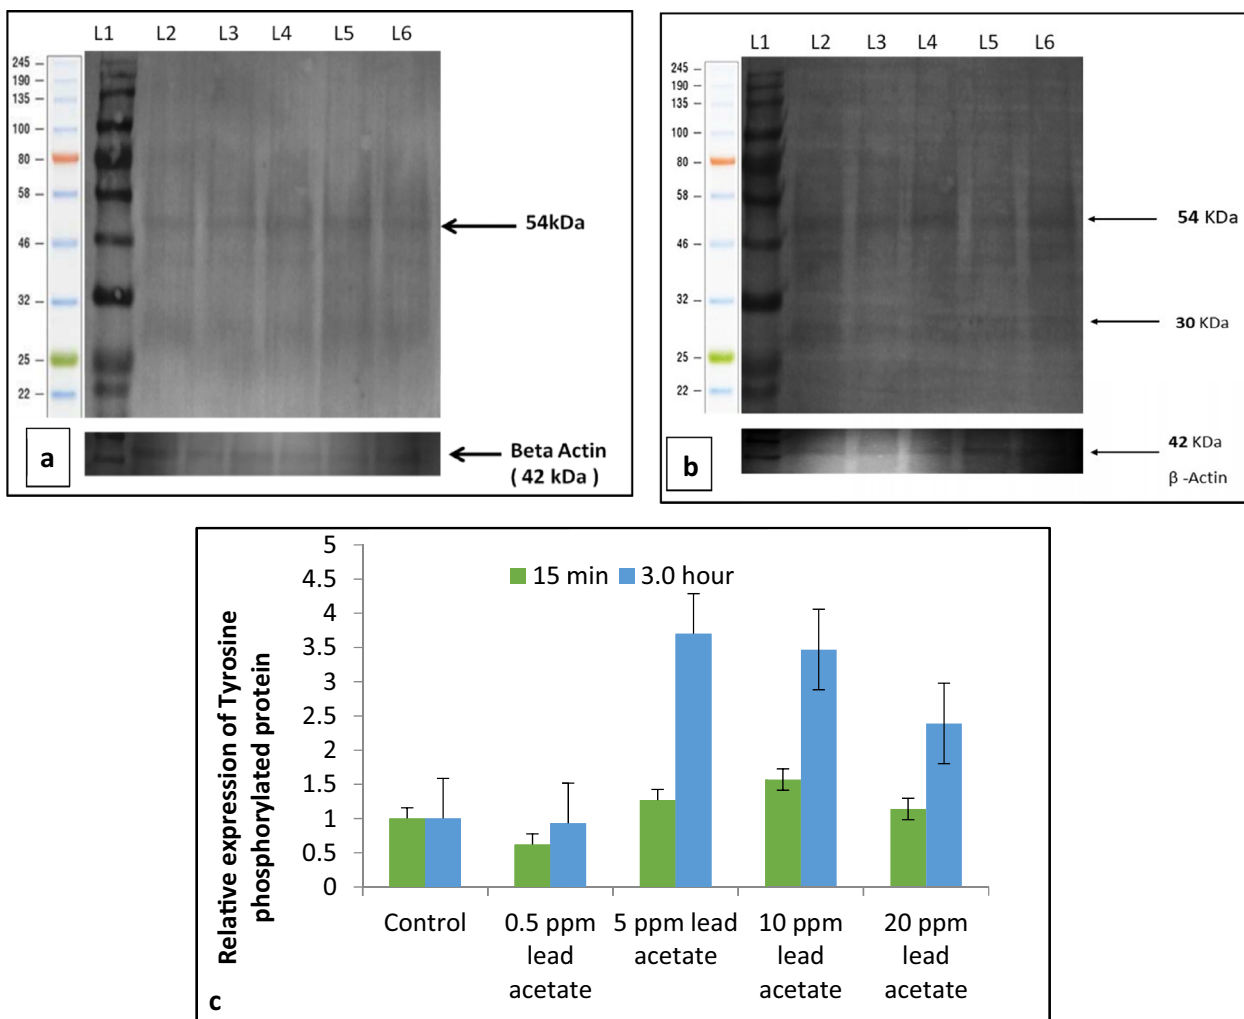 L1 L2 L3 L4 L5 L6
245
190
135
100
80
58
46
32
25
22
54kDa
a
Beta Actin
( 42 kDa )
L1 L2 L3 L4 L5 L6
245
190
135
100
80
58
46
32
25
22
54 KDa
30 KDa
b
42 KDa
β -Actin
Relative expression of Tyrosine
phosphorylated protein
5
4.5
4
3.5
3
2.5
2
1.5
1
0.5
0
15 min 3.0 hour
Control
0.5 ppm
lead
acetate
5 ppm lead
acetate
10 ppm
lead
acetate
20 ppm
lead
acetate
c